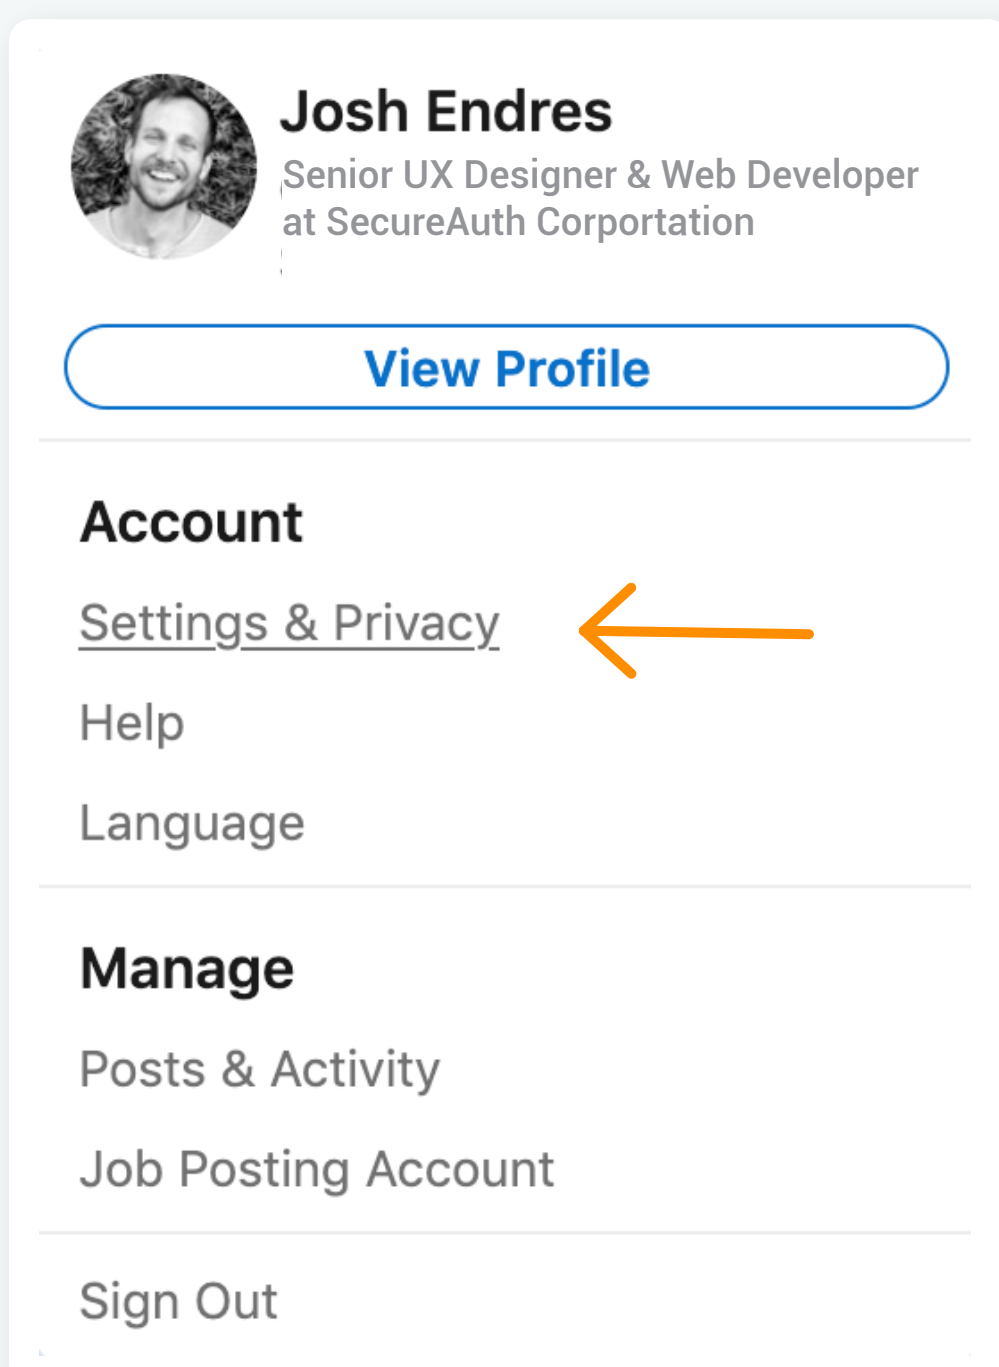 Josh Endres
Senior UX Designer & Web Developer
at SecureAuth Corportation
View Profile
Account
Settings & Privacy
Help
Language
Manage
Posts & Activity
Job Posting Account
Sign Out